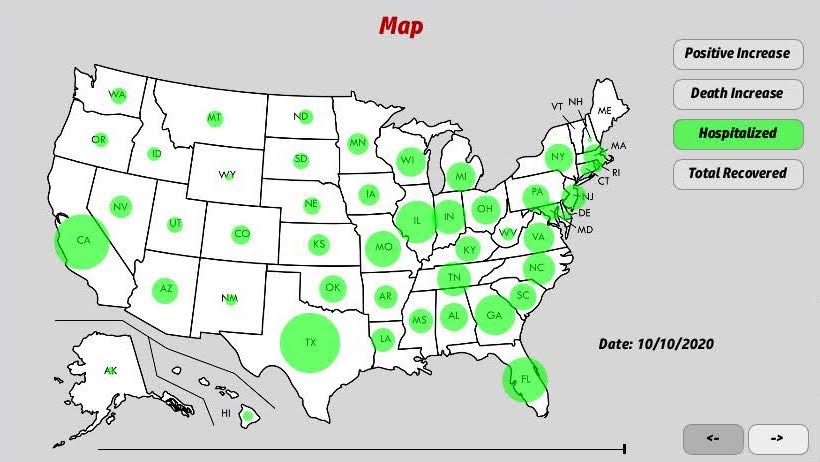 Map
Positive Increase
Death Increase
Hospitalized
Total Recovered
WA
MT
ND
MN
VT
NH
ME
OR
ID
SD
WI
NY
MA
WY
MI
RI
CT
NV
NE
IA
PA
NJ
CA
UT
CO
KS
MO
IL
IN
OH
DE
WV
VA
MD
KY
AZ
NM
OK
AR
TN
NC
SC
TX
LA
MS
AL
GA
FL
AK
HI
Date: 10/10/2020
<-
->